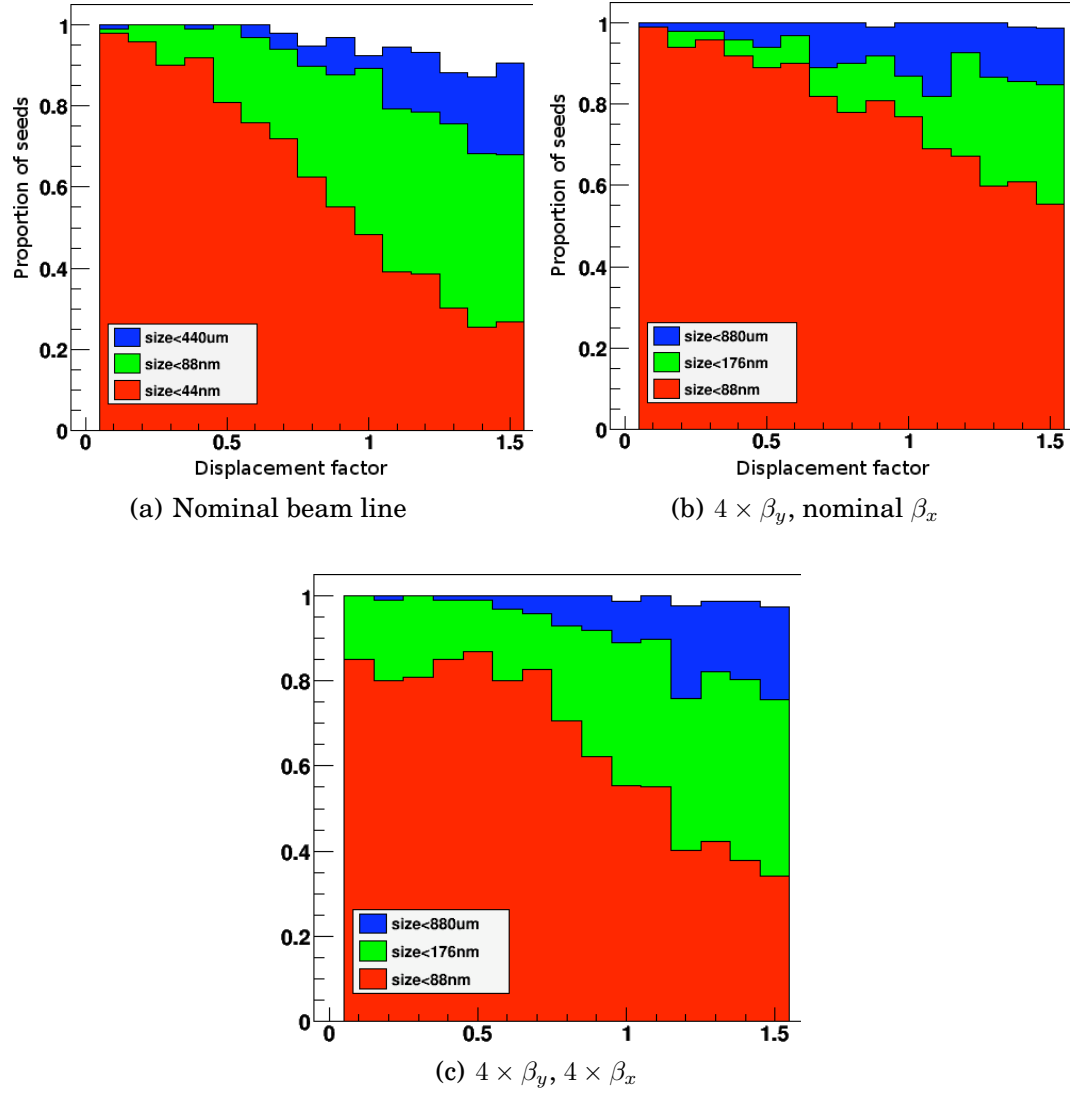 Proportion of seeds
1
0.8
0.6
0.4
0.2
0
size<440um
size<88nm
size<44nm
0 0.5 1 1.5
Displacement factor
(a) Nominal beam line
Proportion of seeds
1
0.8
0.6
0.4
0.2
0
size<880um
size<176nm
size<88nm
0 0.5 1 1.5
Displacement factor
(b) 4 × βy, nominal βx
1
0.8
0.6
0.4
0.2
0
size<880um
size<176nm
size<88nm
0 0.5 1 1.5
(c) 4 × βy, 4 × βx